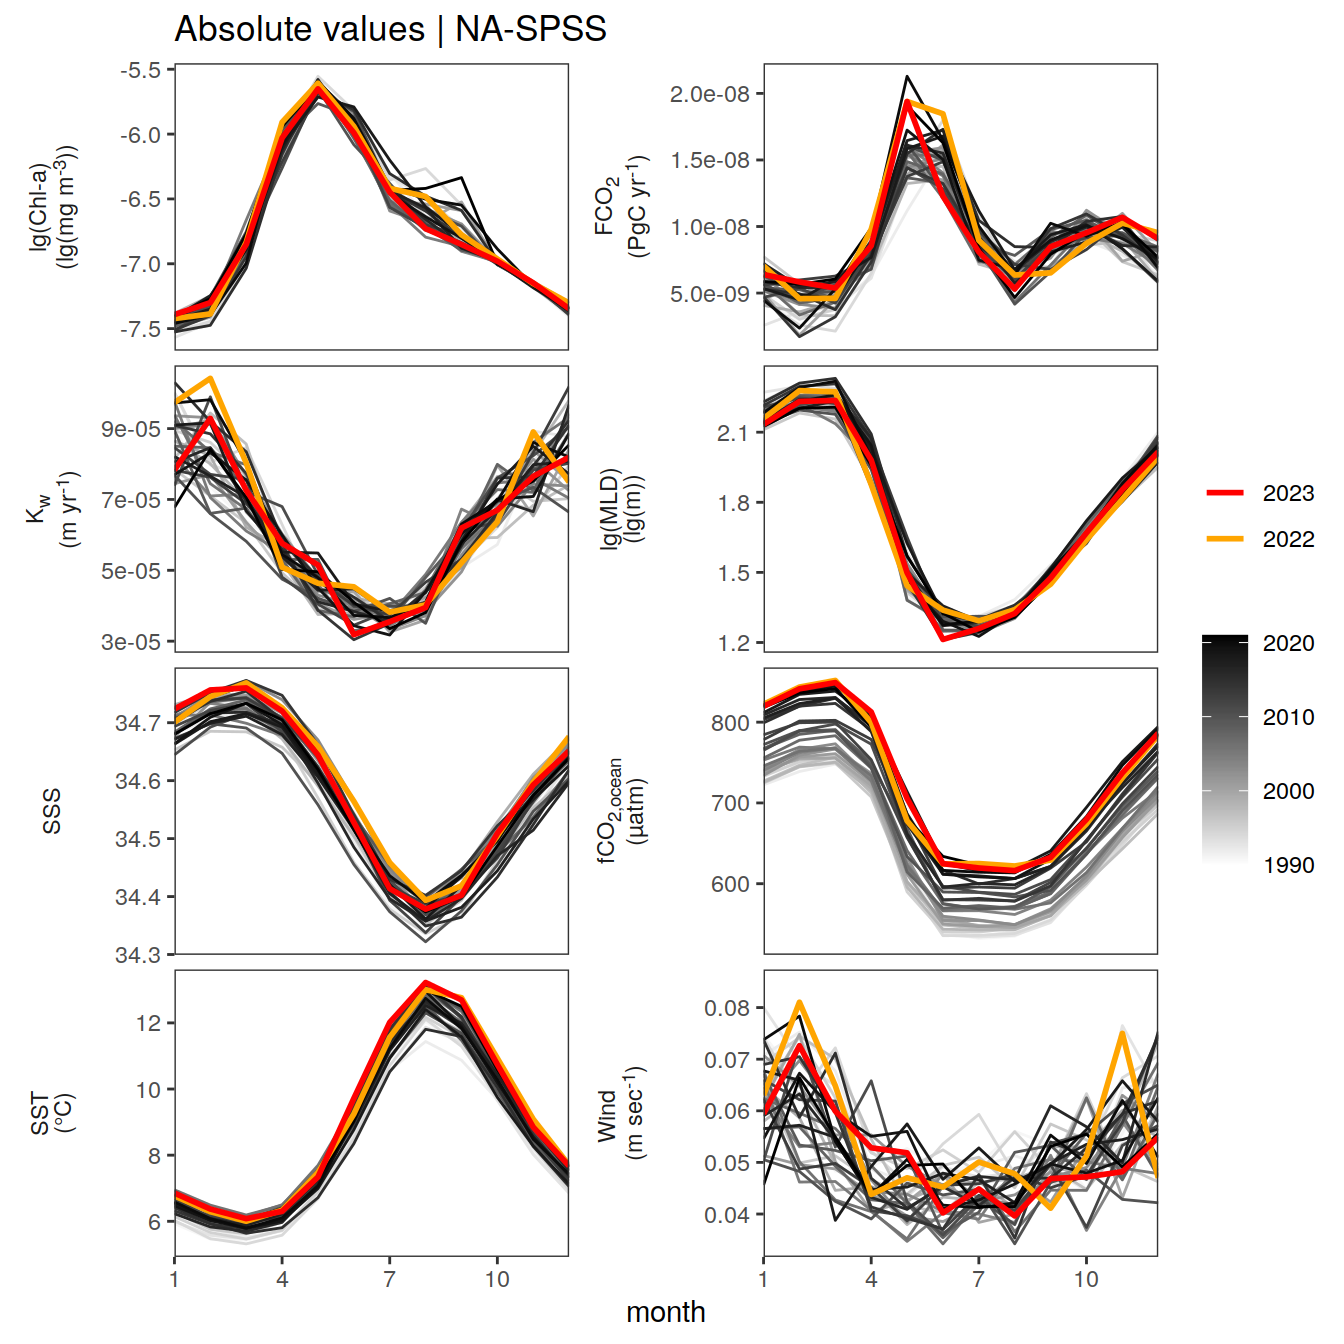 Absolute values | NA-SPSS
lg(Chl-a)
(lg(mg m⁻³))
-5.5
-6.0
-6.5
-7.0
-7.5
FCO₂
(PgC yr⁻¹)
2.0e-08
1.5e-08
1.0e-08
5.0e-09
Kw
(m yr⁻¹)
9e-05
7e-05
5e-05
3e-05
lg(MLD)
(lg(m))
2.1
1.8
1.5
1.2
SSS
34.7
34.6
34.5
34.4
34.3
fCO₂,ocean
(µatm)
800
700
600
SST
(°C)
12
10
8
6
1
4
7
10
Wind
(m sec⁻¹)
0.08
0.07
0.06
0.05
0.04
1
4
7
10
month
2023
2022
2020
2010
2000
1990